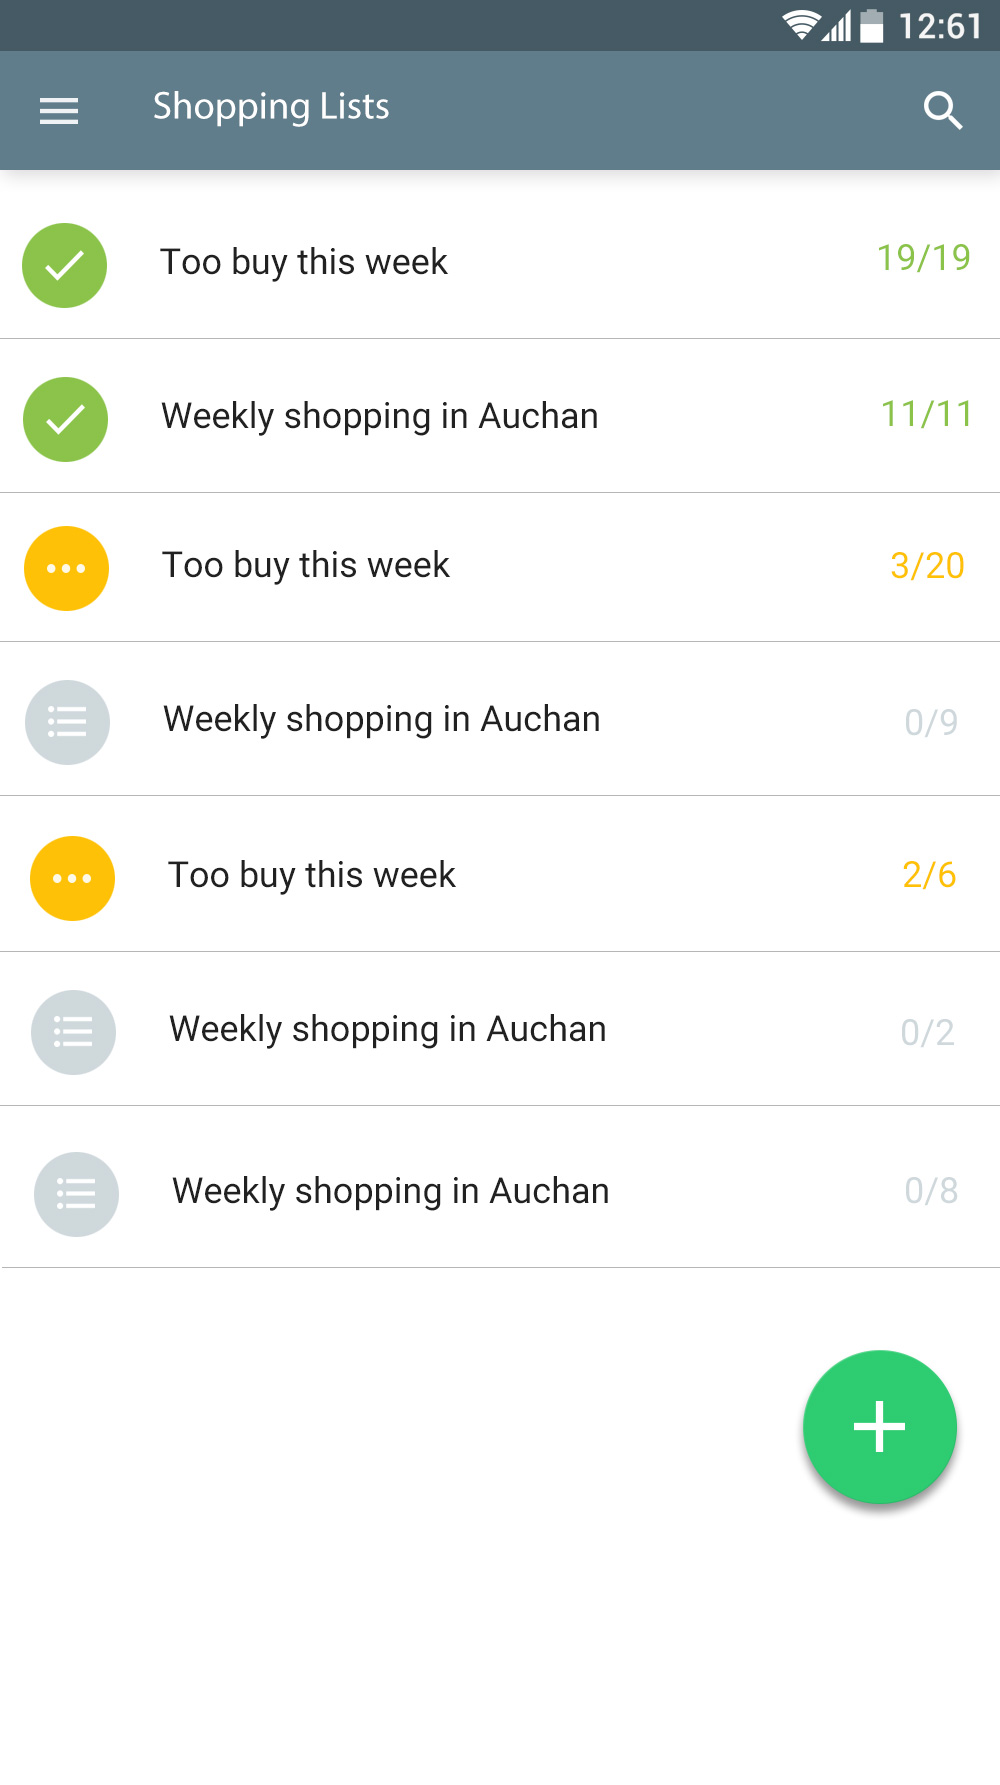 12:61
Shopping Lists
Too buy this week 19/19
Weekly shopping in Auchan 11/11
Too buy this week 3/20
Weekly shopping in Auchan 0/9
Too buy this week 2/6
Weekly shopping in Auchan 0/2
Weekly shopping in Auchan 0/8